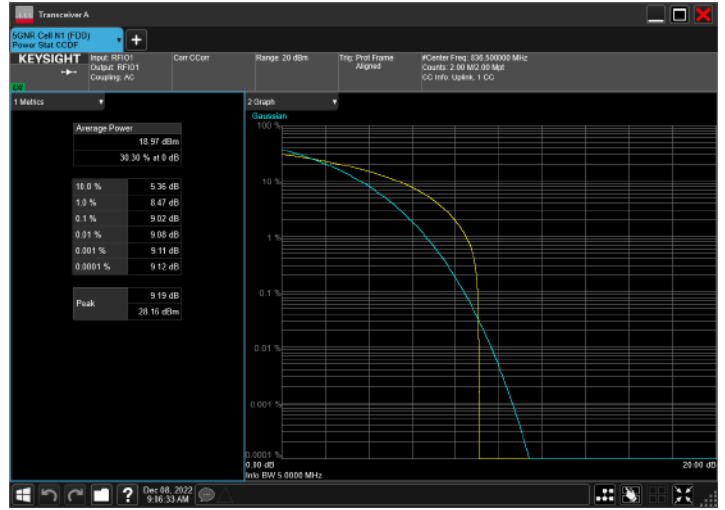 Transceiver A
5GNR Cell N1 (FDD)
Power Stat CCDF
KEYSIGHT
Input: RFIO1
Output: RFIO1
Coupling: AC
Corr CCorr
Range: 20 dBm
Trig: Prot Frame
Aligned
#Center Freq: 836.500000 MHz
Counts: 2.00 M/2.00 Mpt
CC Info: Uplink, 1 CC
1 Metrics
Average Power
18.97 dBm
30.30 % at 0 dB
10.0 % 5.36 dB
1.0 % 8.47 dB
0.1 % 9.02 dB
0.01 % 9.08 dB
0.001 % 9.11 dB
0.0001 % 9.12 dB
Peak
9.19 dB
28.16 dBm
2 Graph
Gaussian
100 %
10 %
1 %
0.1 %
0.01 %
0.001 %
0.0001 %
0.00 dB
20.00 dB
Info BW 5.0000 MHz
Dec 08, 2022
9:16:33 AM